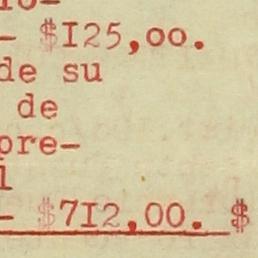 - $I25,oo.
de su
de
pre-
l
- $7I2,00. $